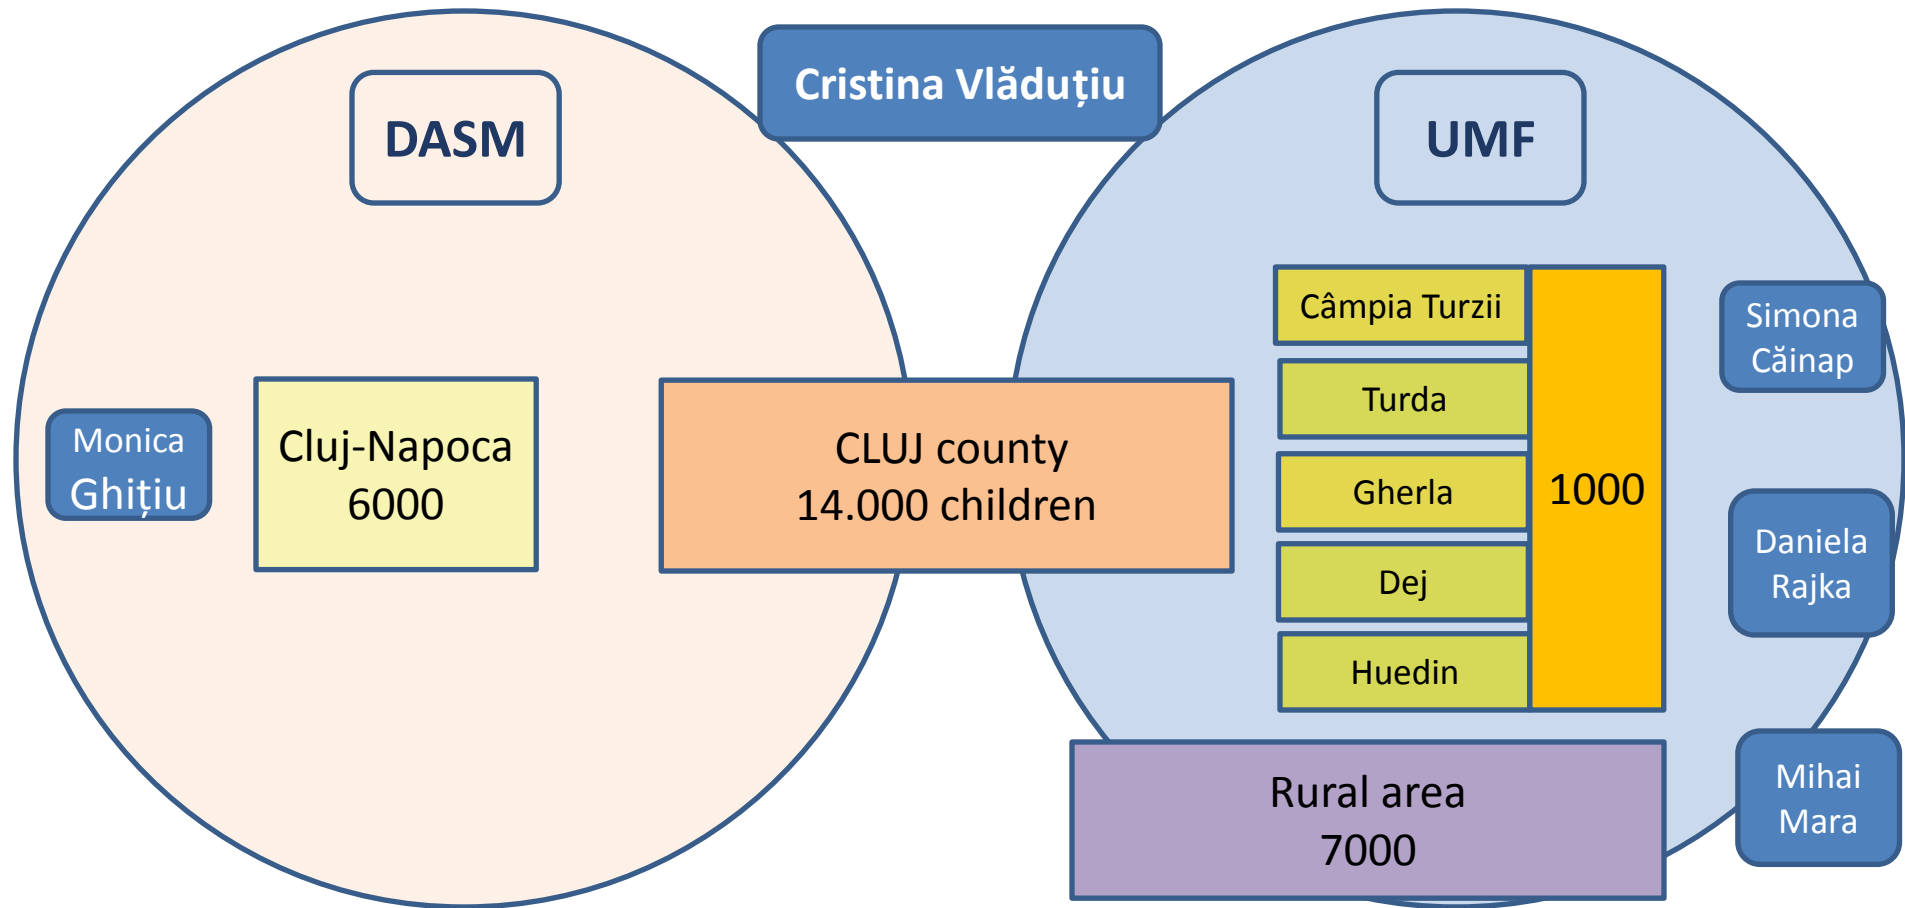 Cristina Vlăduțiu
DASM
UMF
Monica
Ghițiu
Cluj-Napoca
6000
CLUJ county
14.000 children
Câmpia Turzii
Turda
Gherla
Dej
Huedin
1000
Rural area
7000
Simona
Căinap
Daniela
Rajka
Mihai
Mara